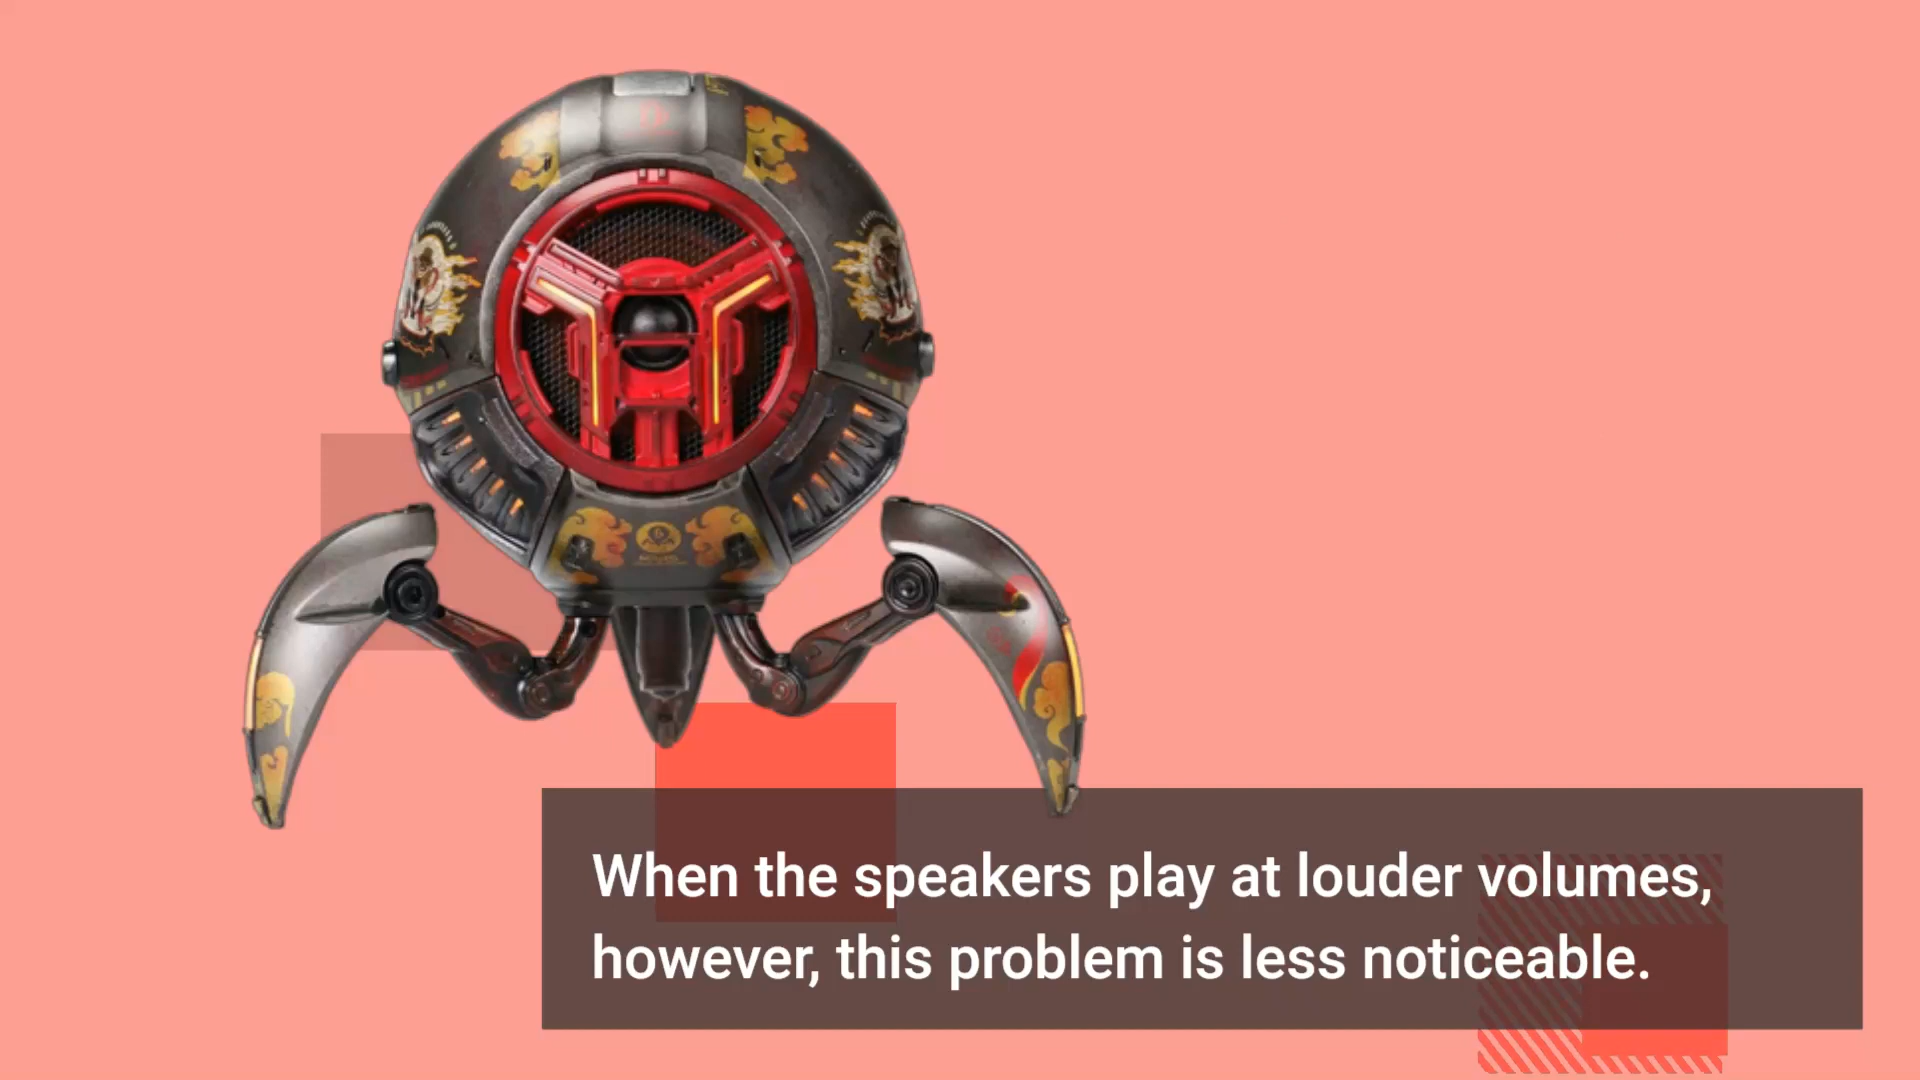 When the speakers play at louder volumes,
however, this problem is less noticeable.